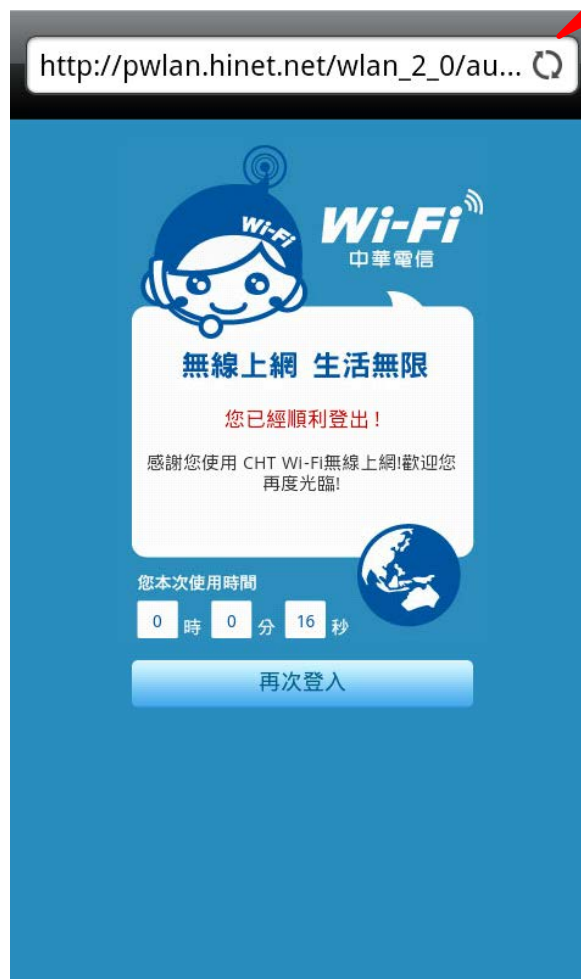 http://pwlan.hinet.net/wlan_2_0/au...
Wi-Fi
Wi-Fi
中華電信
無線上網 生活無限
您已經順利登出！
感謝您使用 CHT Wi-Fi無線上網!歡迎您
再度光臨!
您本次使用時間
0 時 0 分 16 秒
再次登入